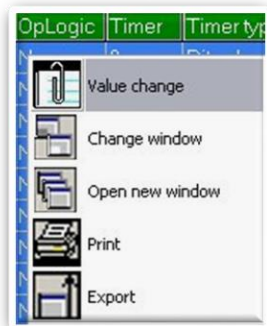 OpLogic Timer Timer typ
Value change
Change window
Open new window
Print
Export